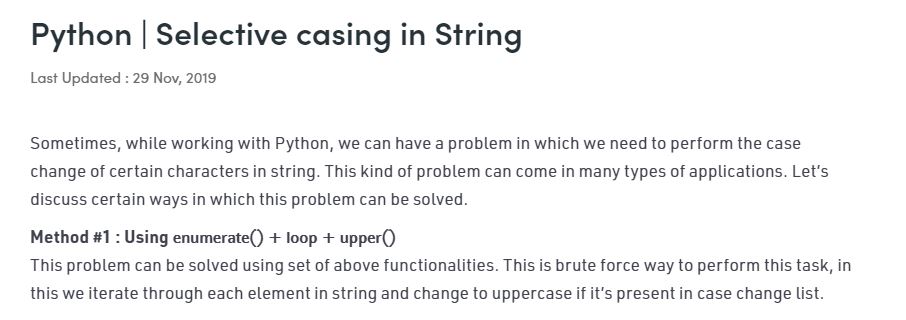 Python | Selective casing in String
Last Updated : 29 Nov, 2019
Sometimes, while working with Python, we can have a problem in which we need to perform the case
change of certain characters in string. This kind of problem can come in many types of applications. Let’s
discuss certain ways in which this problem can be solved.
Method #1 : Using enumerate() + loop + upper()
This problem can be solved using set of above functionalities. This is brute force way to perform this task, in
this we iterate through each element in string and change to uppercase if it’s present in case change list.